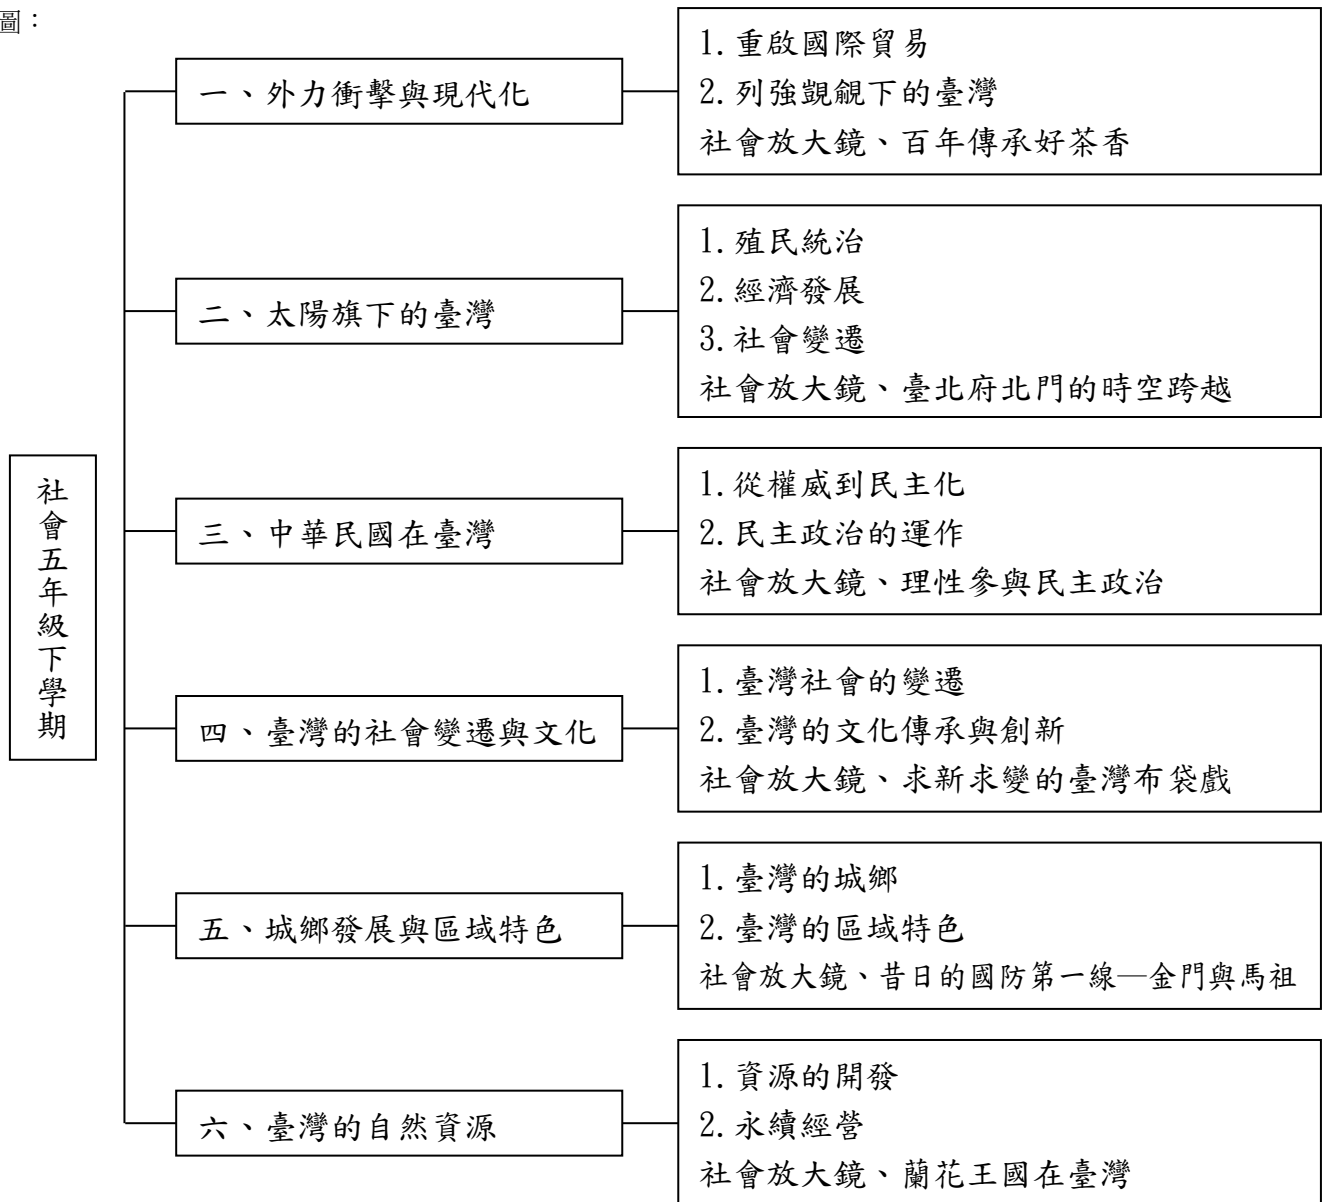 圖：
社會五年級下學期
一、外力衝擊與現代化
1.重啟國際貿易
2.列強覬覦下的臺灣
社會放大鏡、百年傳承好茶香
二、太陽旗下的臺灣
1.殖民統治
2.經濟發展
3.社會變遷
社會放大鏡、臺北府北門的時空跨越
三、中華民國在臺灣
1.從權威到民主化
2.民主政治的運作
社會放大鏡、理性參與民主政治
四、臺灣的社會變遷與文化
1.臺灣社會的變遷
2.臺灣的文化傳承與創新
社會放大鏡、求新求變的臺灣布袋戲
五、城鄉發展與區域特色
1.臺灣的城鄉
2.臺灣的區域特色
社會放大鏡、昔日的國防第一線—金門與馬祖
六、臺灣的自然資源
1.資源的開發
2.永續經營
社會放大鏡、蘭花王國在臺灣